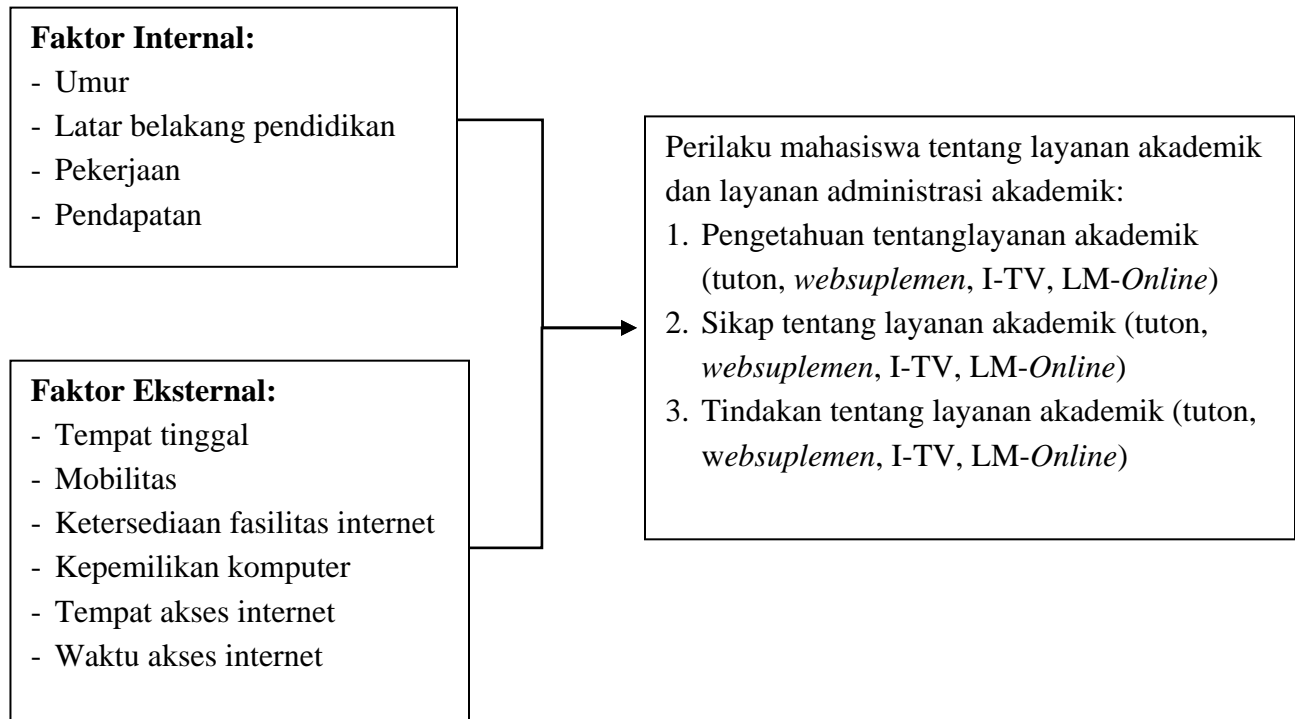 Faktor Internal:
- Umur
- Latar belakang pendidikan
- Pekerjaan
- Pendapatan
Faktor Eksternal:
- Tempat tinggal
- Mobilitas
- Ketersediaan fasilitas internet
- Kepemilikan komputer
- Tempat akses internet
- Waktu akses internet
Perilaku mahasiswa tentang layanan akademik
dan layanan administrasi akademik:
1. Pengetahuan tentanglayanan akademik
(tuton, websuplemen, I-TV, LM-Online)
2. Sikap tentang layanan akademik (tuton,
websuplemen, I-TV, LM-Online)
3. Tindakan tentang layanan akademik (tuton,
websuplemen, I-TV, LM-Online)